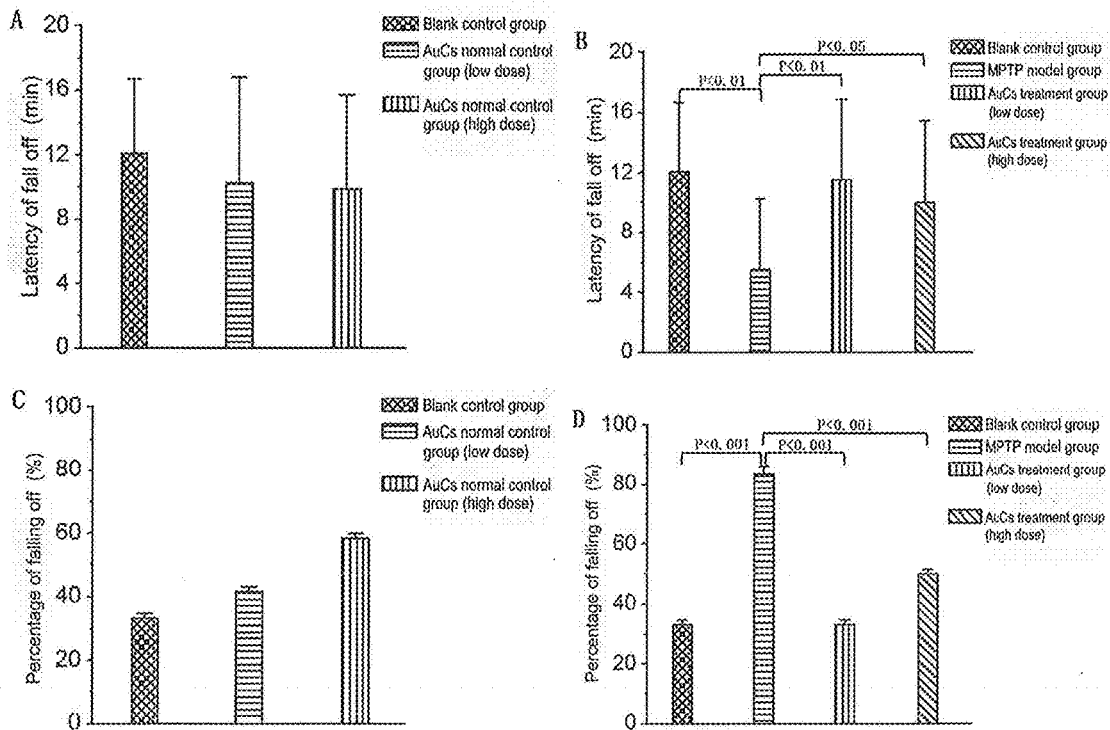 A
Latency of fall off (min)
20
16
12
8
4
0
Blank control group
AuCs normal control
group (low dose)
AuCs normal control
group (high dose)
B
Latency of fall off (min)
20
16
12
8
4
0
P<0.05
P<0.01
P<0.01
Blank control group
MPTP model group
AuCs treatment group
(low dose)
AuCs treatment group
(high dose)
C
Percentage of falling off (%)
100
80
60
40
20
0
Blank control group
AuCs normal control
group (low dose)
AuCs normal control
group (high dose)
D
Percentage of falling off (%)
100
80
60
40
20
0
P<0.001
P<0.001
P<0.001
Blank control group
MPTP model group
AuCs treatment group
(low dose)
AuCs treatment group
(high dose)